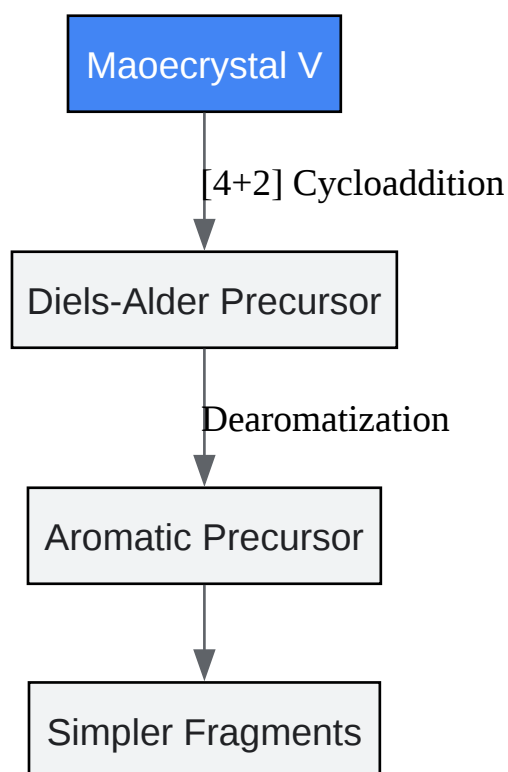 Maoecrystal V
[4+2] Cycloaddition
Diels-Alder Precursor
Dearomatization
Aromatic Precursor
Simpler Fragments